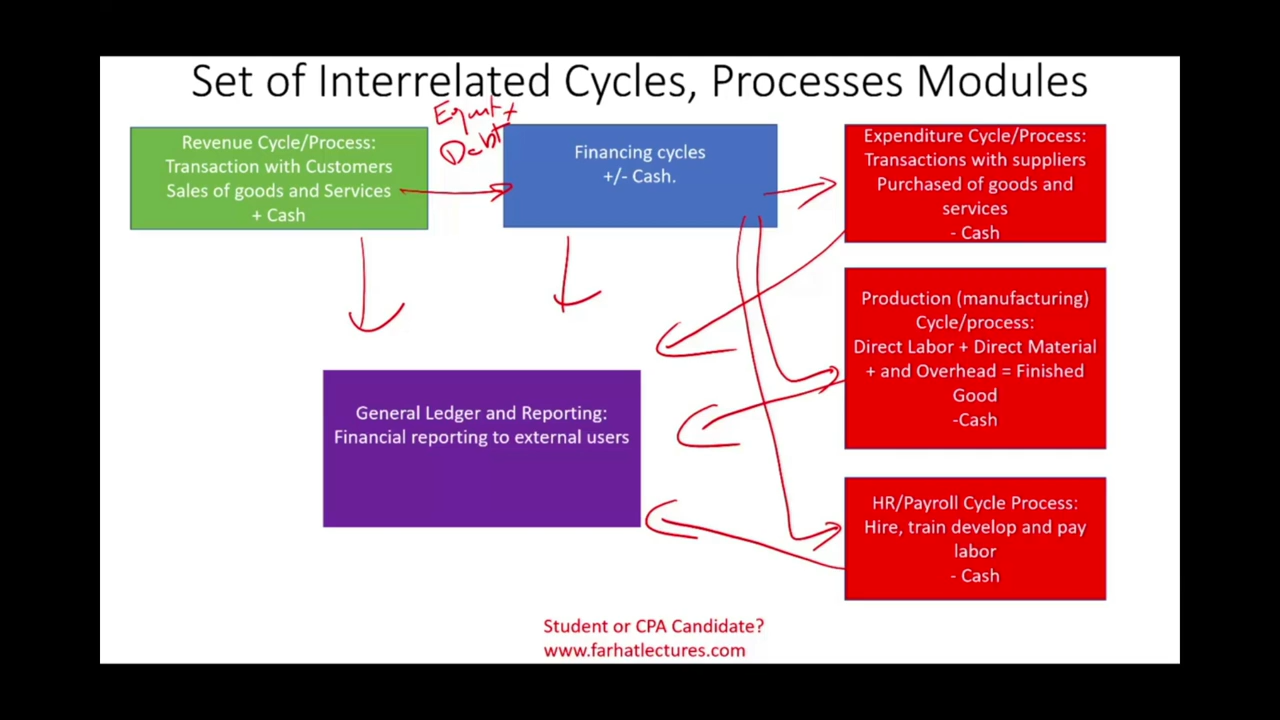 Set of Interrelated Cycles, Processes Modules
Equity
Debt
Revenue Cycle/Process:
Transaction with Customers
Sales of goods and Services
+ Cash
Financing cycles
+/- Cash.
Expenditure Cycle/Process:
Transactions with suppliers
Purchased of goods and
services
- Cash
Production (manufacturing)
Cycle/process:
Direct Labor + Direct Material
+ and Overhead = Finished
Good
-Cash
General Ledger and Reporting:
Financial reporting to external users
HR/Payroll Cycle Process:
Hire, train develop and pay
labor
- Cash
Student or CPA Candidate?
www.farhatlectures.com